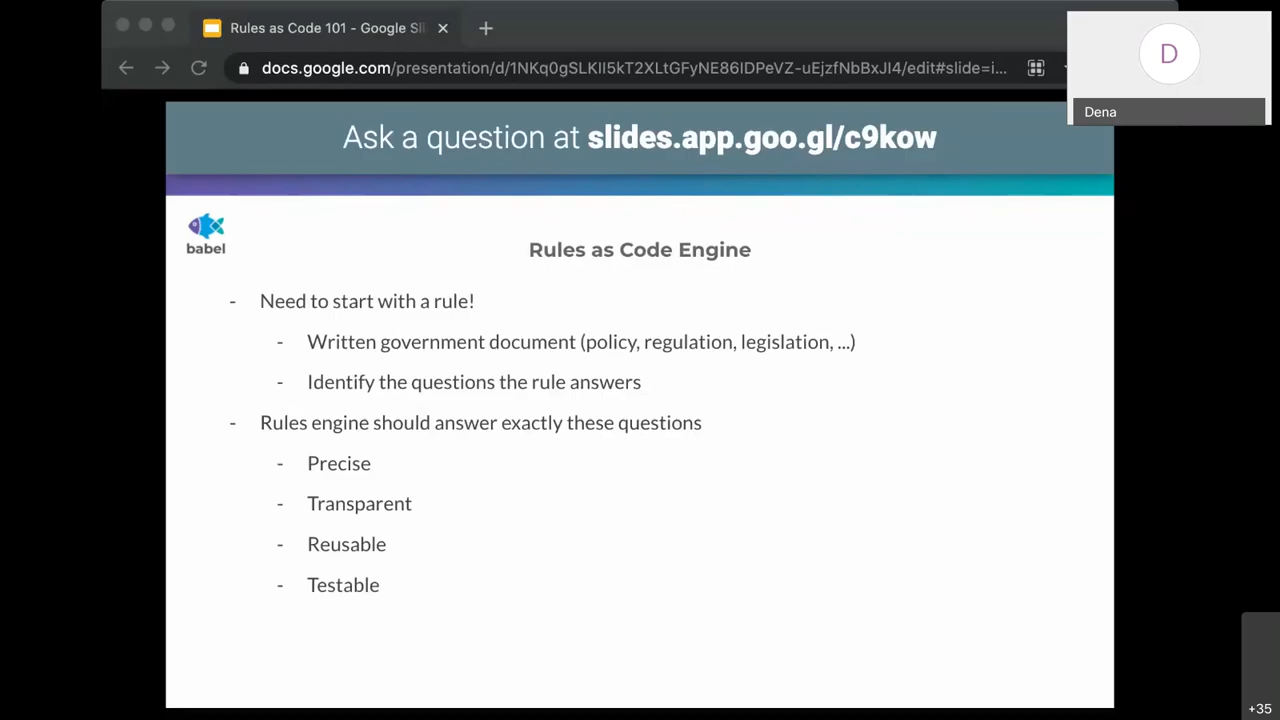 Rules as Code 101 - Google Sli
docs.google.com/presentation/d/1NKq0gSLKII5kT2XLtGFyNE86IDPeVZ-uEjzfNbBxJI4/edit#slide=i...
D
Dena
Ask a question at slides.app.goo.gl/c9kow
babel
Rules as Code Engine
- Need to start with a rule!
- Written government document (policy, regulation, legislation, ...)
- Identify the questions the rule answers
- Rules engine should answer exactly these questions
- Precise
- Transparent
- Reusable
- Testable
+35